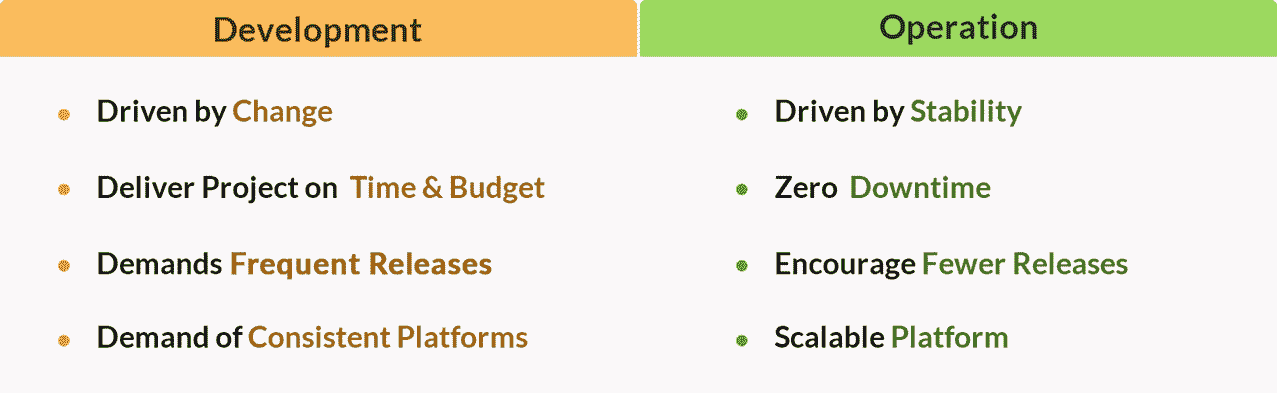 Development
Driven by Change
Deliver Project on Time & Budget
Demands Frequent Releases
Demand of Consistent Platforms
Operation
Driven by Stability
Zero Downtime
Encourage Fewer Releases
Scalable Platform